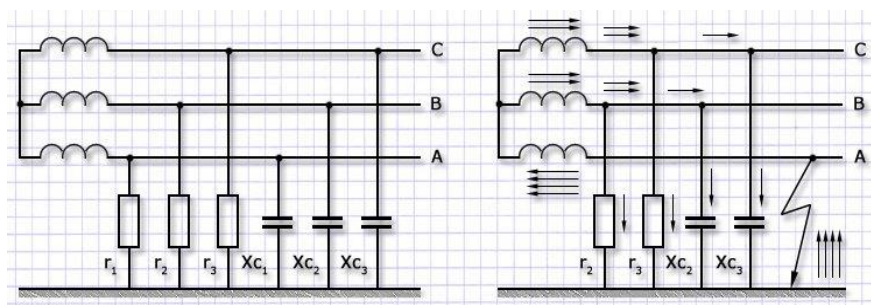 C
B
A
r₁ r₂ r₃ Xc₁ Xc₂ Xc₃
C
B
A
r₂ r₃ Xc₂ Xc₃